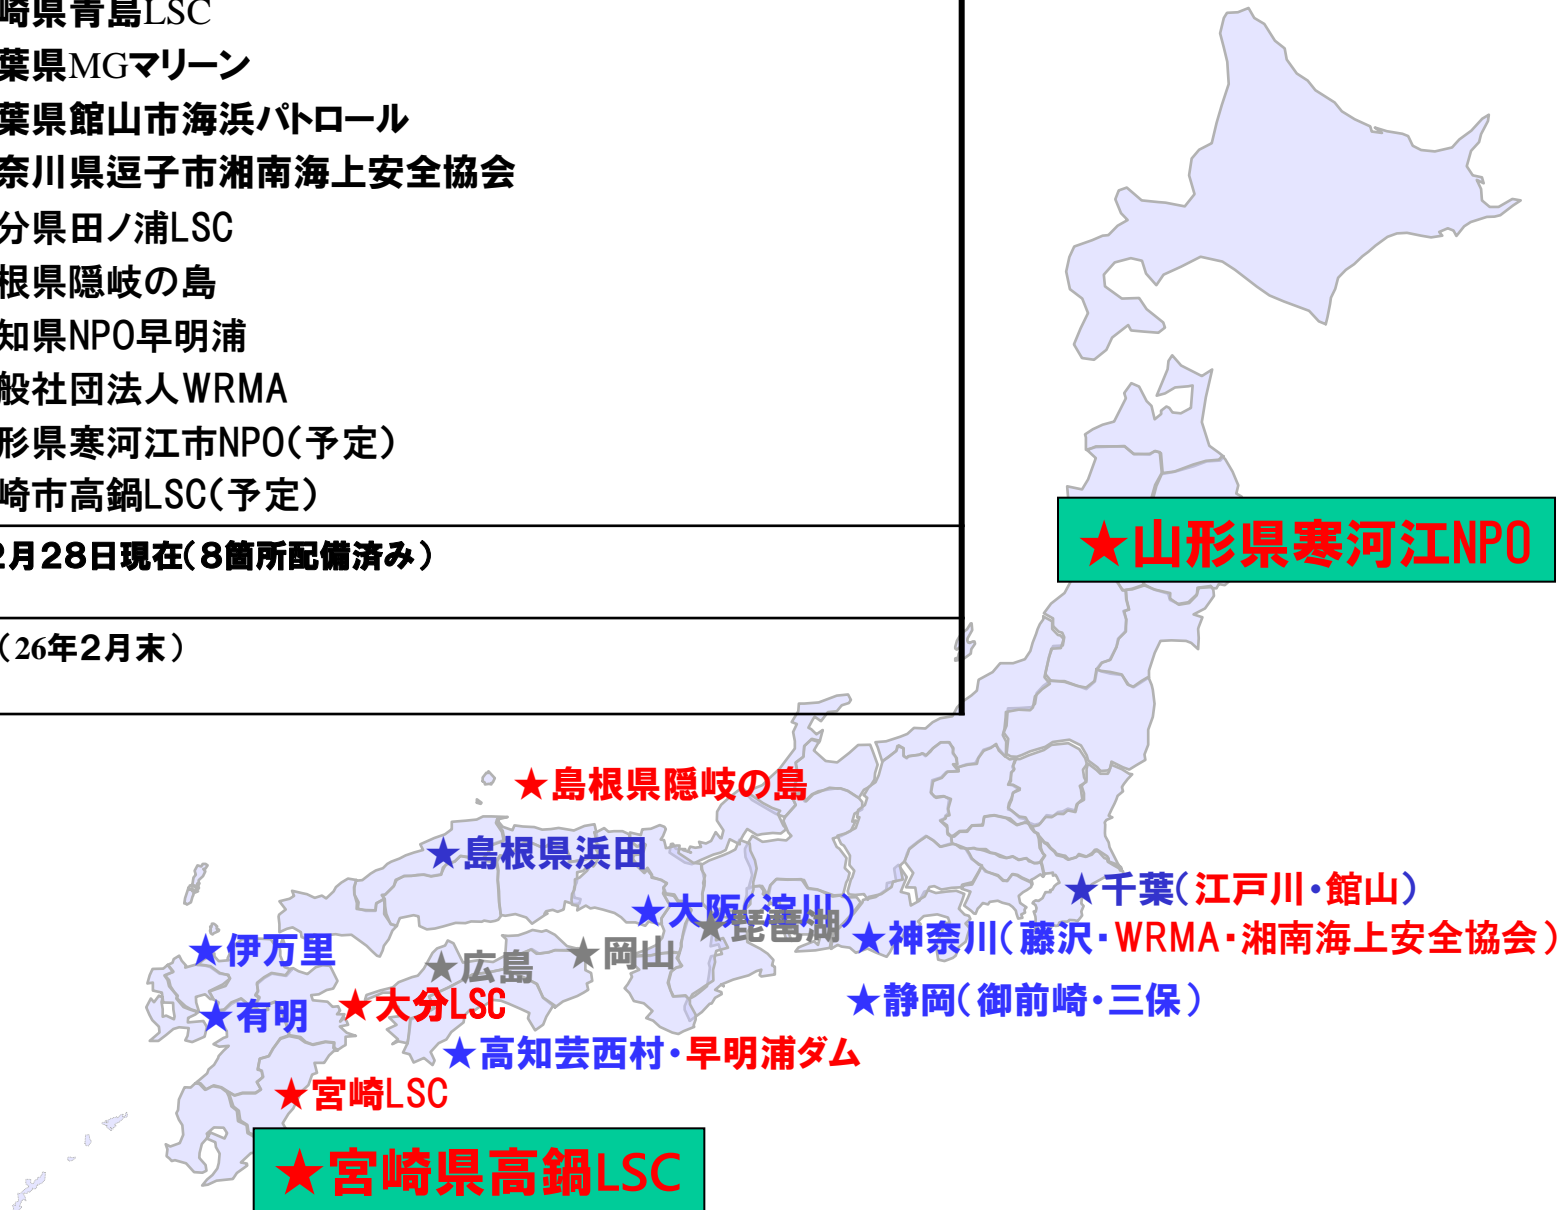 崎県青島LSC
葉県MGマリーン
葉県館山市海浜パトロール
奈川県逗子市湘南海上安全協会
分県田ノ浦LSC
根県隠岐の島
知県NPO早明浦
般社団法人WRMA
形県寒河江市NPO(予定)
崎市高鍋LSC(予定)
2月28日現在(8箇所配備済み)
(26年2月末)
★山形県寒河江NPO
★島根県隠岐の島
★島根県浜田
★大阪(淀川)
★琵琶湖
★千葉(江戸川・館山)
★神奈川(藤沢・WRMA・湘南海上安全協会)
★伊万里
★広島
★岡山
★静岡(御前崎・三保)
★有明
★大分LSC
★高知芸西村・早明浦ダム
★宮崎LSC
★宮崎県高鍋LSC